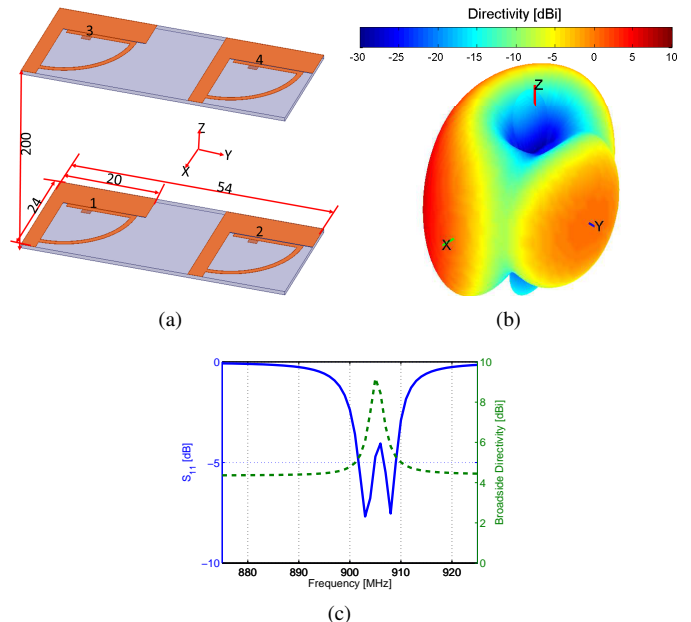 3
4
200
Z
Y
X
24
20
54
1
2
(a)
Directivity [dBi]
-30 -25 -20 -15 -10 -5 0 5 10
Z
X
Y
(b)
0
−5
−10
S11 [dB]
10
8
6
4
2
0
Broadside Directivity [dBi]
880 890 900 910 920
Frequency [MHz]
(c)